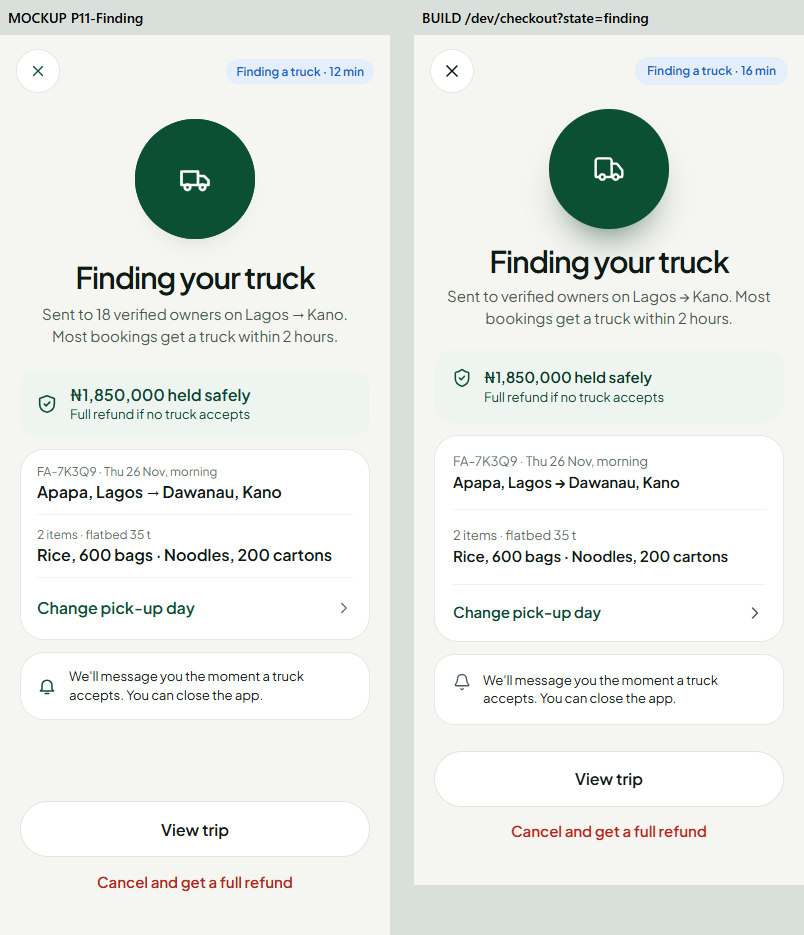 MOCKUP P11-Finding
Finding a truck · 12 min
Finding your truck
Sent to 18 verified owners on Lagos → Kano.
Most bookings get a truck within 2 hours.
₦1,850,000 held safely
Full refund if no truck accepts
FA-7K3Q9 · Thu 26 Nov, morning
Apapa, Lagos → Dawanau, Kano
2 items · flatbed 35 t
Rice, 600 bags · Noodles, 200 cartons
Change pick-up day
We'll message you the moment a truck
accepts. You can close the app.
View trip
Cancel and get a full refund
BUILD /dev/checkout?state=finding
Finding a truck · 16 min
Finding your truck
Sent to verified owners on Lagos → Kano. Most
bookings get a truck within 2 hours.
₦1,850,000 held safely
Full refund if no truck accepts
FA-7K3Q9 · Thu 26 Nov, morning
Apapa, Lagos → Dawanau, Kano
2 items · flatbed 35 t
Rice, 600 bags · Noodles, 200 cartons
Change pick-up day
We'll message you the moment a truck
accepts. You can close the app.
View trip
Cancel and get a full refund